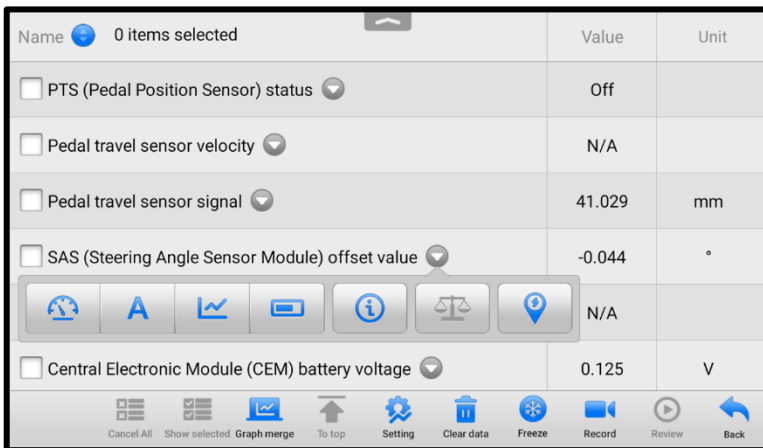 Name 0 items selected Value Unit
PTS (Pedal Position Sensor) status Off
Pedal travel sensor velocity N/A
Pedal travel sensor signal 41.029 mm
SAS (Steering Angle Sensor Module) offset value -0.044 °
A N/A
Central Electronic Module (CEM) battery voltage 0.125 V
Cancel All Show selected Graph merge To top Setting Clear data Freeze Record Review Back